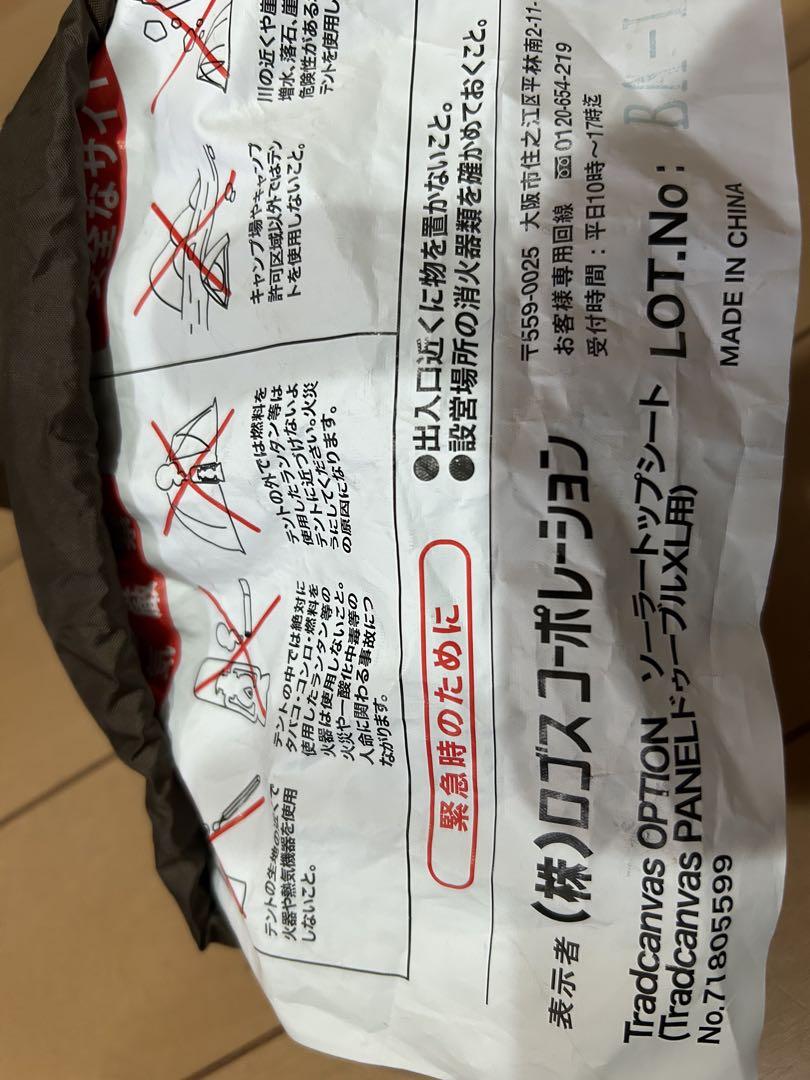 全なサイト
テントの生地の近くで
火器や熱気機器を使用
しないこと。
テントの中では絶対に
タバコ・コンロ・燃料を
使用したランタン等の
火器は使用しないこと。
火災や一酸化中毒等の
人命に関わる事故につ
ながります。
テントの外では燃料を
使用したランタン等は
テントに近づけないよ
うにしてください。火災
の原因になります。
キャンプ場やキャンプ
許可区域以外ではテン
トを使用しないこと。
川の近くや崖
増水、落石、崖
危険性がある
テントを使用し
緊急時のために
●出入口近くに物を置かないこと。
●設営場所の消火器類を確かめておくこと。
表示者 (株)ロゴス コーポレーション
〒559-0025 大阪市住之江区平林南2-11-
お客様専用回線 0120-654-219
受付時間:平日10時~17時迄
Tradcanvas OPTION ソーラートップシート
(Tradcanvas PANELドゥーブルXL用)
No.71805599
LOT.No:
MADE IN CHINA